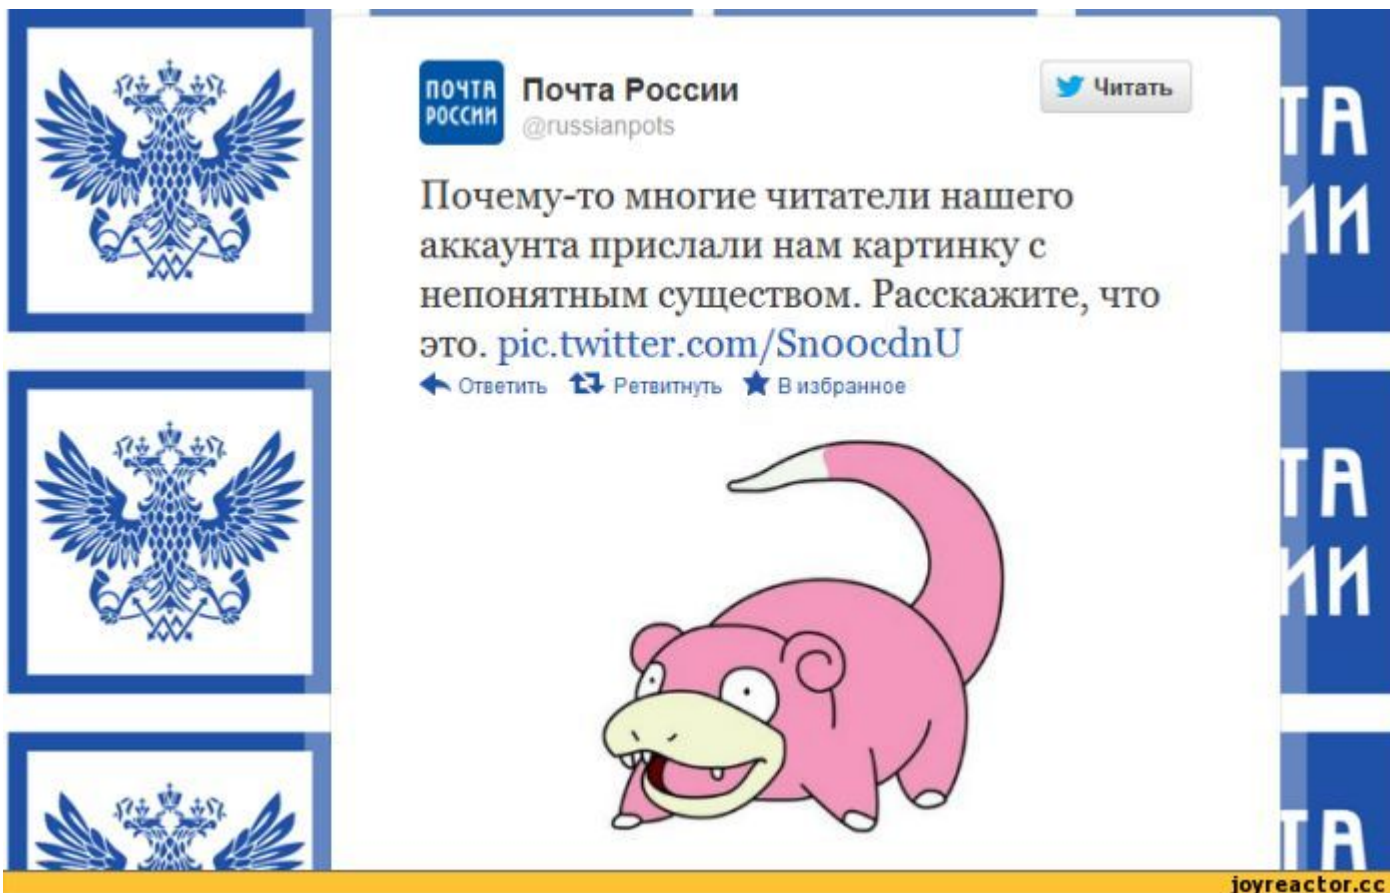 ПОЧТА
РОССИИ
Почта России
@russianpots
Читать
Почему-то многие читатели нашего
аккаунта прислали нам картинку с
непонятным существом. Расскажите, что
это. pic.twitter.com/Sn0ocdnU
Ответить Ретвитнуть В избранное
ТА
ИИ
ТА
ИИ
ТА
joyreactor.cc